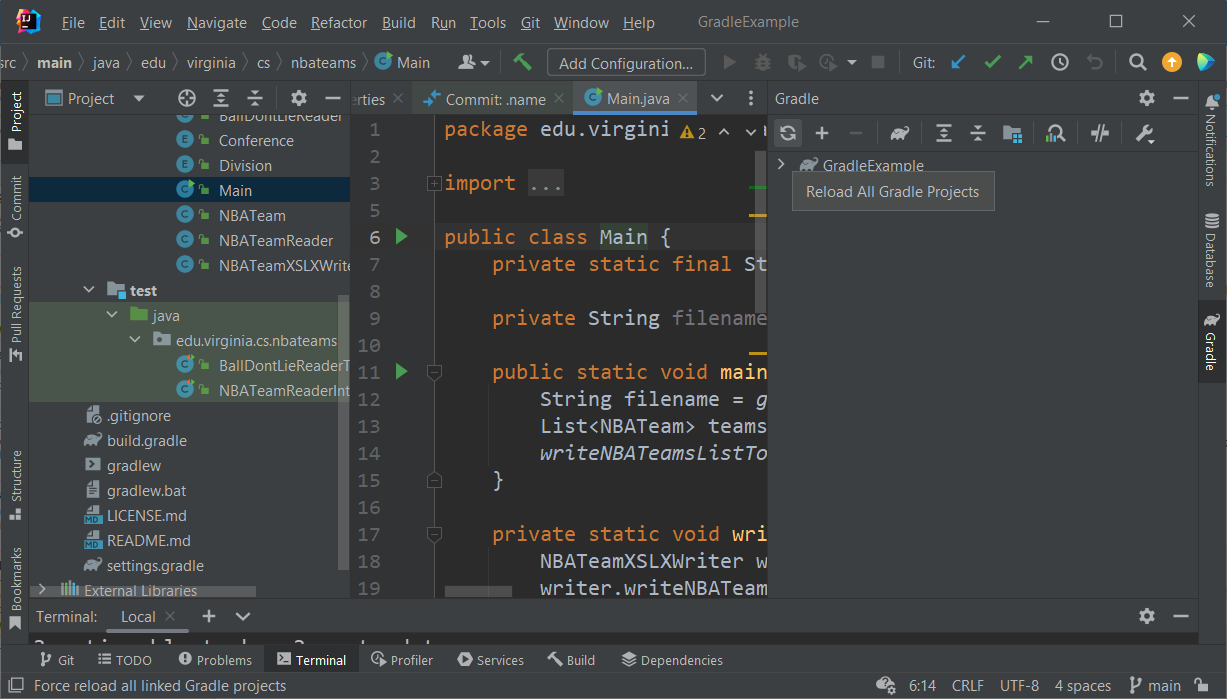 File Edit View Navigate Code Refactor Build Run Tools Git Window Help GradleExample
src main java edu virginia cs nbateams Main Add Configuration... Git:
Project
erties Commit: .name Main.java
Gradle
Project
Commit
Pull Requests
Structure
Bookmarks
BallDontLieReader
Conference
Division
Main
NBATeam
NBATeamReader
NBATeamXSLXWrite
test
java
edu.virginia.cs.nbateams
BallDontLieReaderT
NBATeamReaderInt
.gitignore
build.gradle
gradlew
gradlew.bat
LICENSE.md
README.md
settings.gradle
External Libraries
1 package edu.virgini 2
2
3 import ...
5
6 public class Main {
7 private static final St
8
9 private String filename
10
11 public static void main
12 String filename = g
13 List<NBATeam> teams
14 writeNBATeamsListTo
15 }
16
17 private static void wri
18 NBATeamXSLXWriter w
19 writer.writeNBATeam
GradleExample
Reload All Gradle Projects
Notifications
Database
Gradle
Terminal: Local
Git TODO Problems Terminal Profiler Services Build Dependencies
Force reload all linked Gradle projects 6:14 CRLF UTF-8 4 spaces main